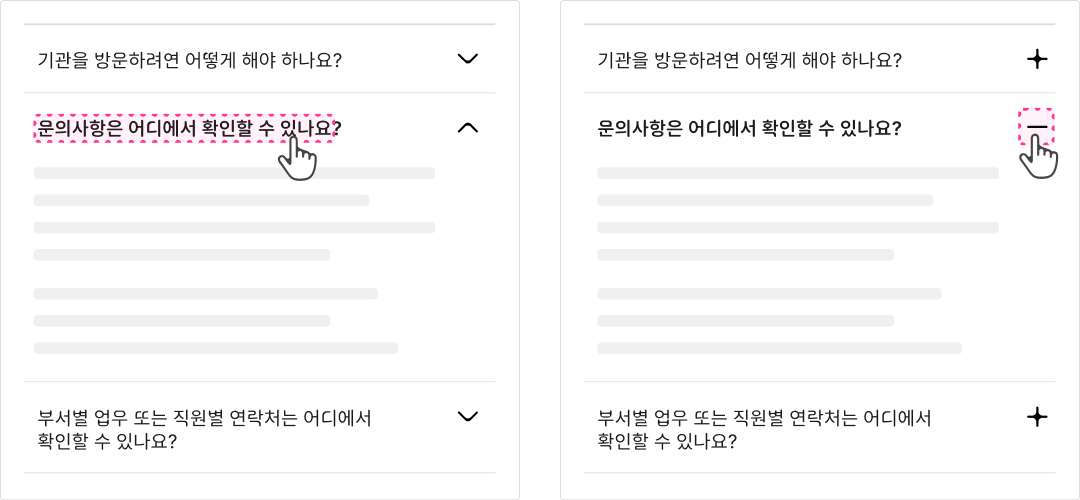 기관을 방문하려연 어떻게 해야 하나요?
문의사항은 어디에서 확인할 수 있나요?
부서별 업우 또는 직원별 연락처는 어디에서
확인할 수 있나요?
기관을 방문하려연 어떻게 해야 하나요?
문의사항은 어디에서 확인할 수 있나요?
부서별 업우 또는 직원별 연락처는 어디에서
확인할 수 있나요?